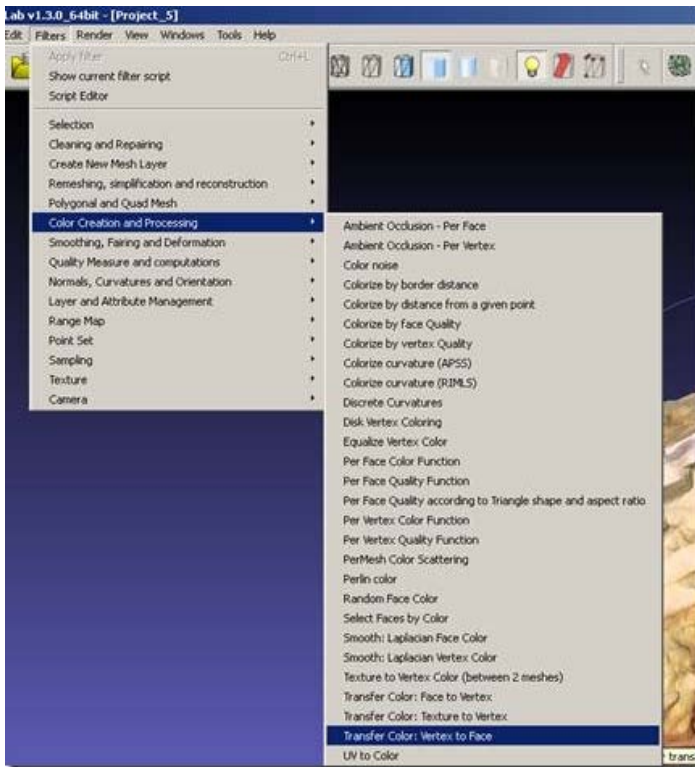 Lab v1.3.0_64bit - [Project_5]
Edit Filters Render View Windows Tools Help
Apply filter Ctrl+L
Show current filter script
Script Editor
Selection
Cleaning and Repairing
Create New Mesh Layer
Remeshing, simplification and reconstruction
Polygonal and Quad Mesh
Color Creation and Processing
Smoothing, Fairing and Deformation
Quality Measure and computations
Normals, Curvatures and Orientation
Layer and Attribute Management
Range Map
Point Set
Sampling
Texture
Camera
Ambient Occlusion - Per Face
Ambient Occlusion - Per Vertex
Color noise
Colorize by border distance
Colorize by distance from a given point
Colorize by face Quality
Colorize by vertex Quality
Colorize curvature (APSS)
Colorize curvature (RIMLS)
Discrete Curvatures
Disk Vertex Coloring
Equalize Vertex Color
Per Face Color Function
Per Face Quality Function
Per Face Quality according to Triangle shape and aspect ratio
Per Vertex Color Function
Per Vertex Quality Function
PerMesh Color Scattering
Perlin color
Random Face Color
Select Faces by Color
Smooth: Laplacian Face Color
Smooth: Laplacian Vertex Color
Texture to Vertex Color (between 2 meshes)
Transfer Color: Face to Vertex
Transfer Color: Texture to Vertex
Transfer Color: Vertex to Face
UV to Color
trans